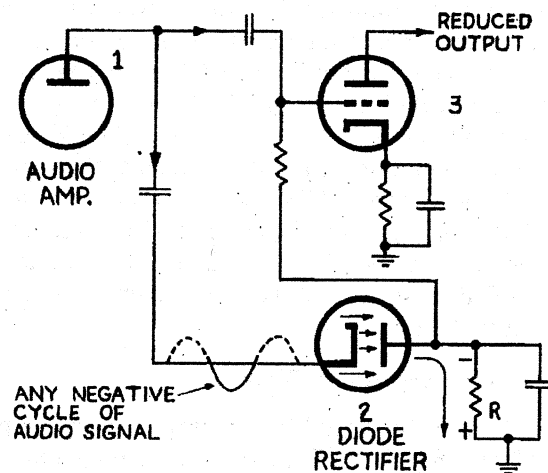 REDUCED
OUTPUT
1
3
AUDIO
AMP.
ANY NEGATIVE
CYCLE OF
AUDIO SIGNAL
2
DIODE
RECTIFIER
−
R
+